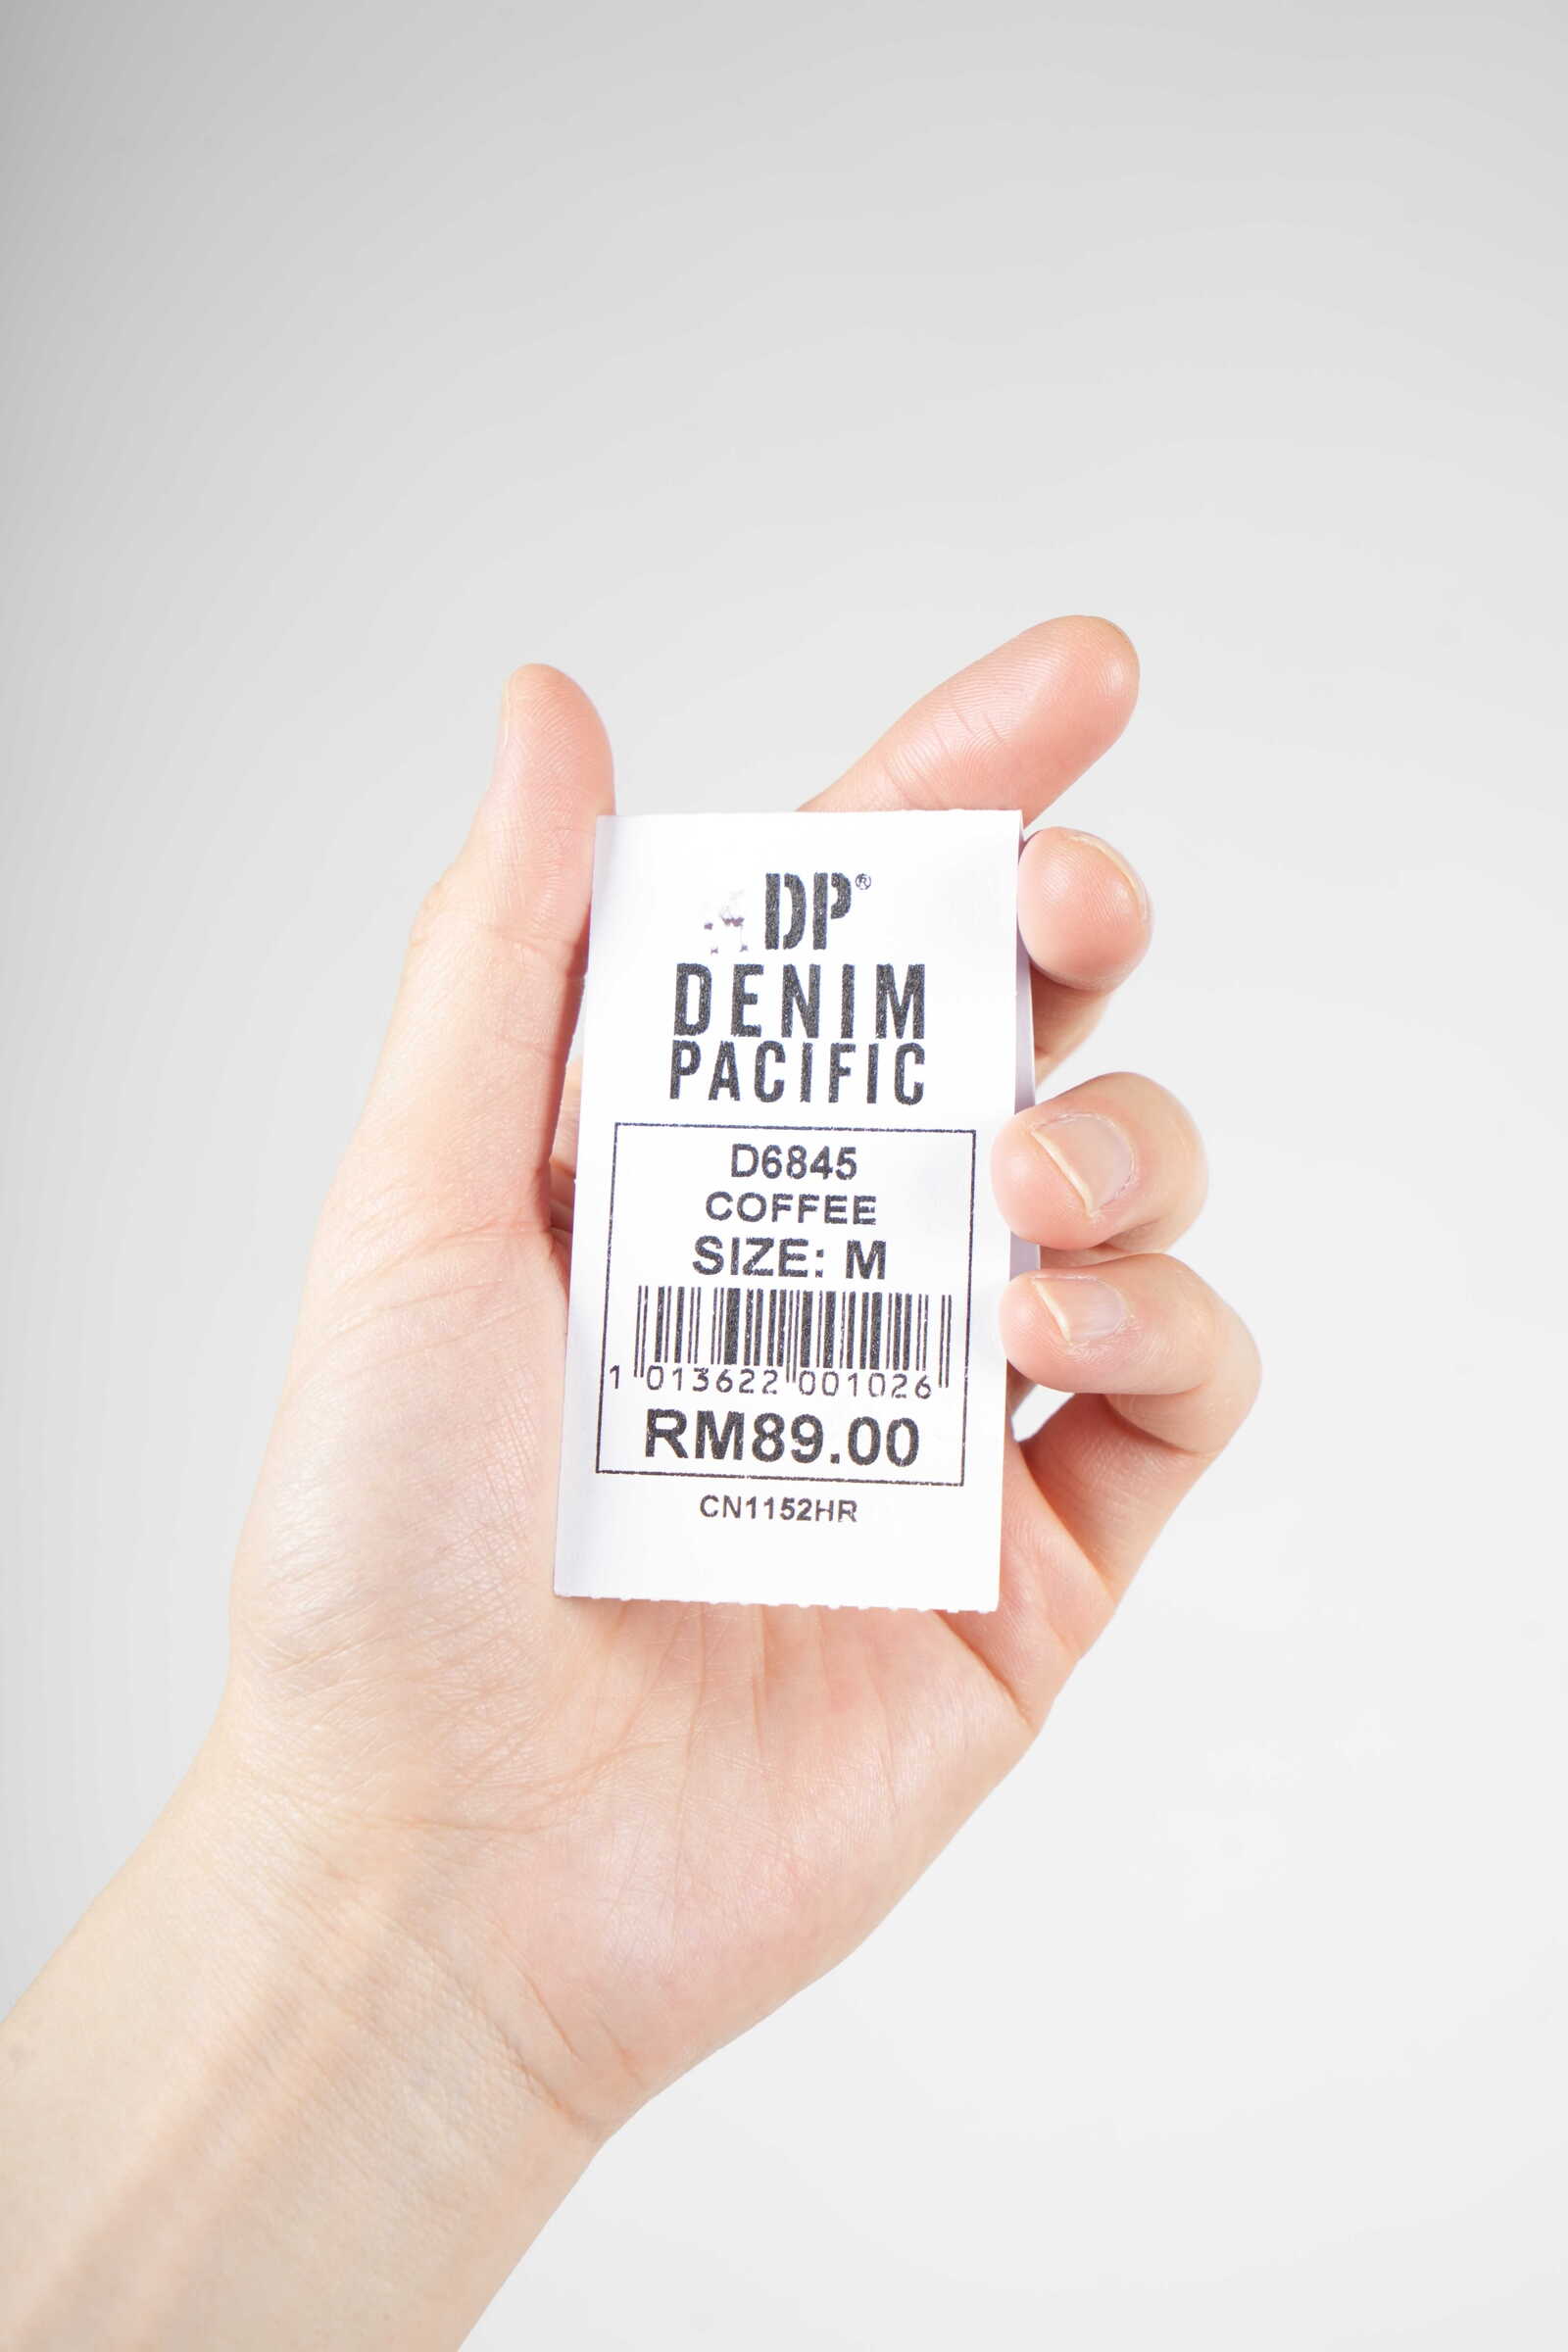 DP®
DENIM
PACIFIC
D6845
COFFEE
SIZE: M
1 013622 001026
RM89.00
CN1152HR